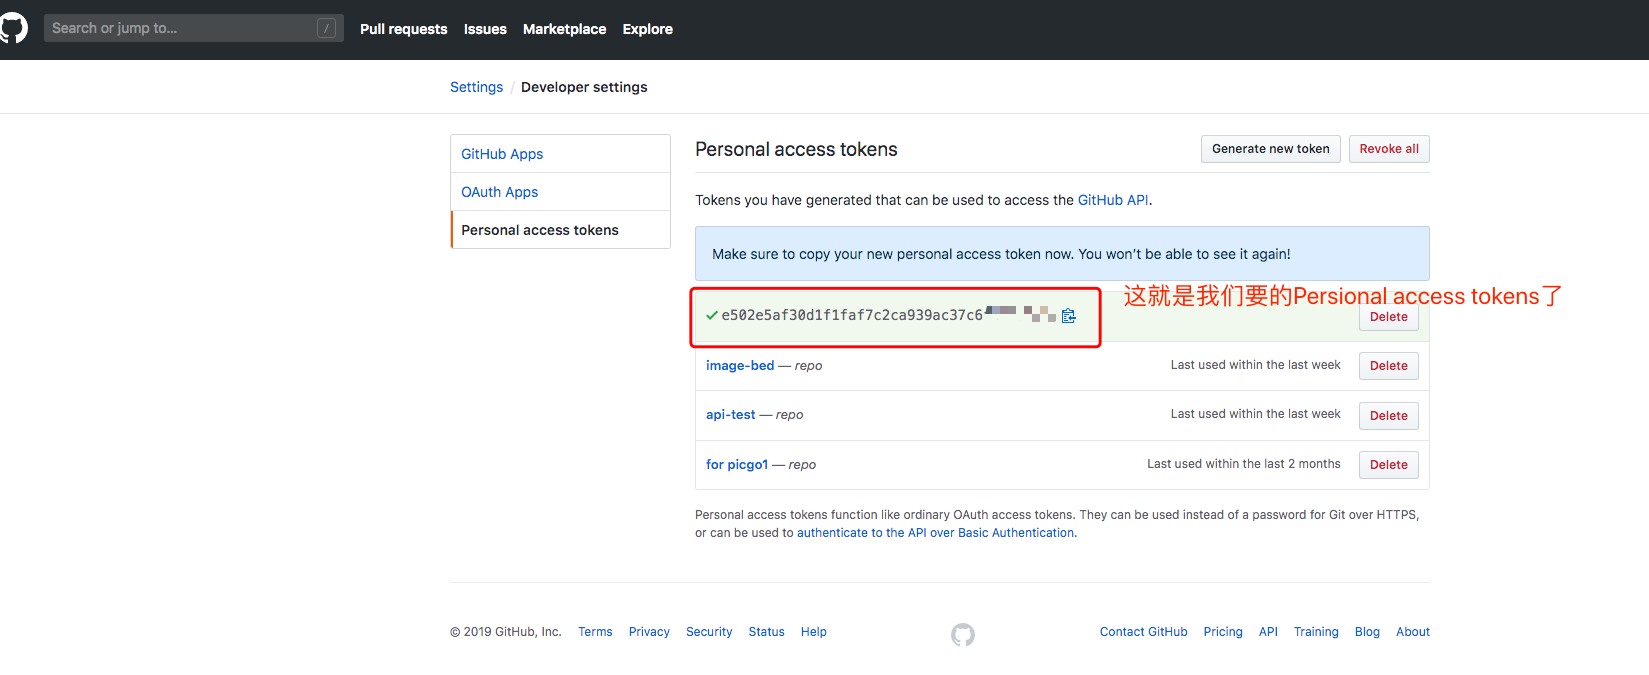 Search or jump to... /
Pull requests Issues Marketplace Explore
Settings / Developer settings
GitHub Apps
OAuth Apps
Personal access tokens
Personal access tokens
Generate new token Revoke all
Tokens you have generated that can be used to access the GitHub API.
Make sure to copy your new personal access token now. You won't be able to see it again!
这就是我们要的Persional access tokens了
e502e5af30d1f1faf7c2ca939ac37c6
Delete
image-bed — repo Last used within the last week Delete
api-test — repo Last used within the last week Delete
for picgo1 — repo Last used within the last 2 months Delete
Personal access tokens function like ordinary OAuth access tokens. They can be used instead of a password for Git over HTTPS,
or can be used to authenticate to the API over Basic Authentication.
© 2019 GitHub, Inc. Terms Privacy Security Status Help Contact GitHub Pricing API Training Blog About